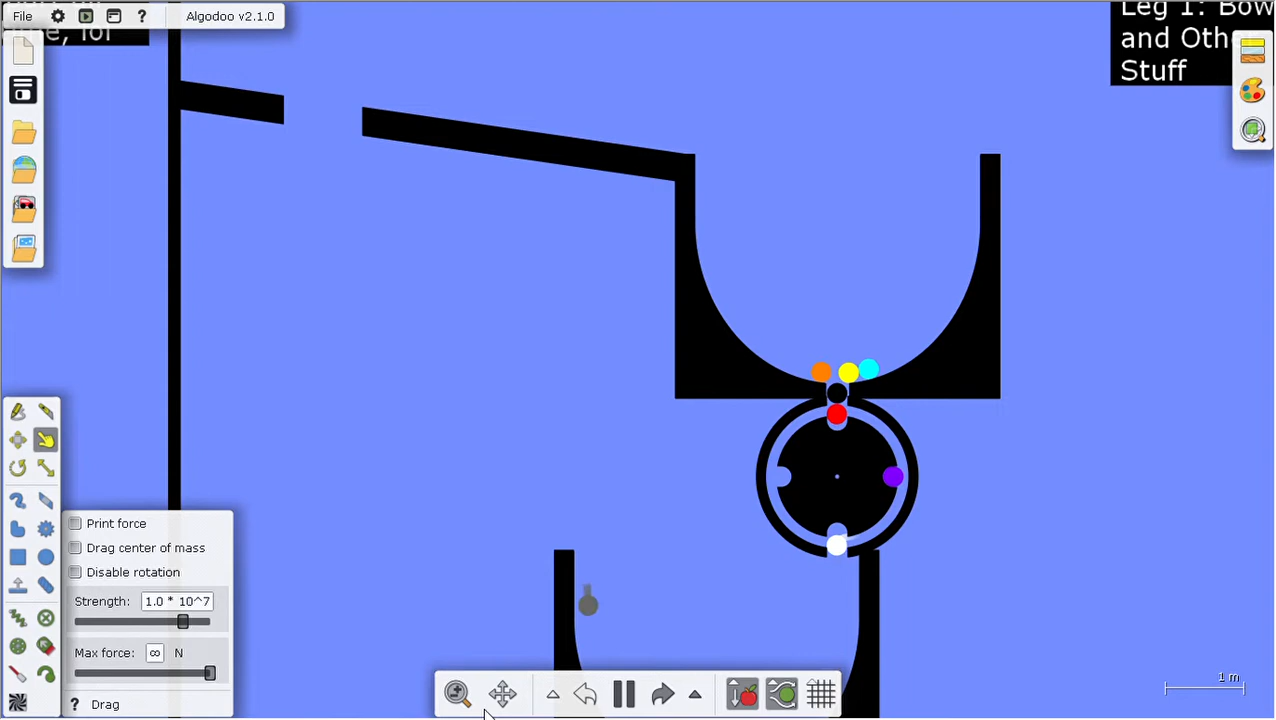 File
?
Algodoo v2.1.0
Leg 1: Bow
and Oth
Stuff
Print force
Drag center of mass
Disable rotation
Strength: 1.0 * 10^7
Max force: ∞ N
? Drag
1 m